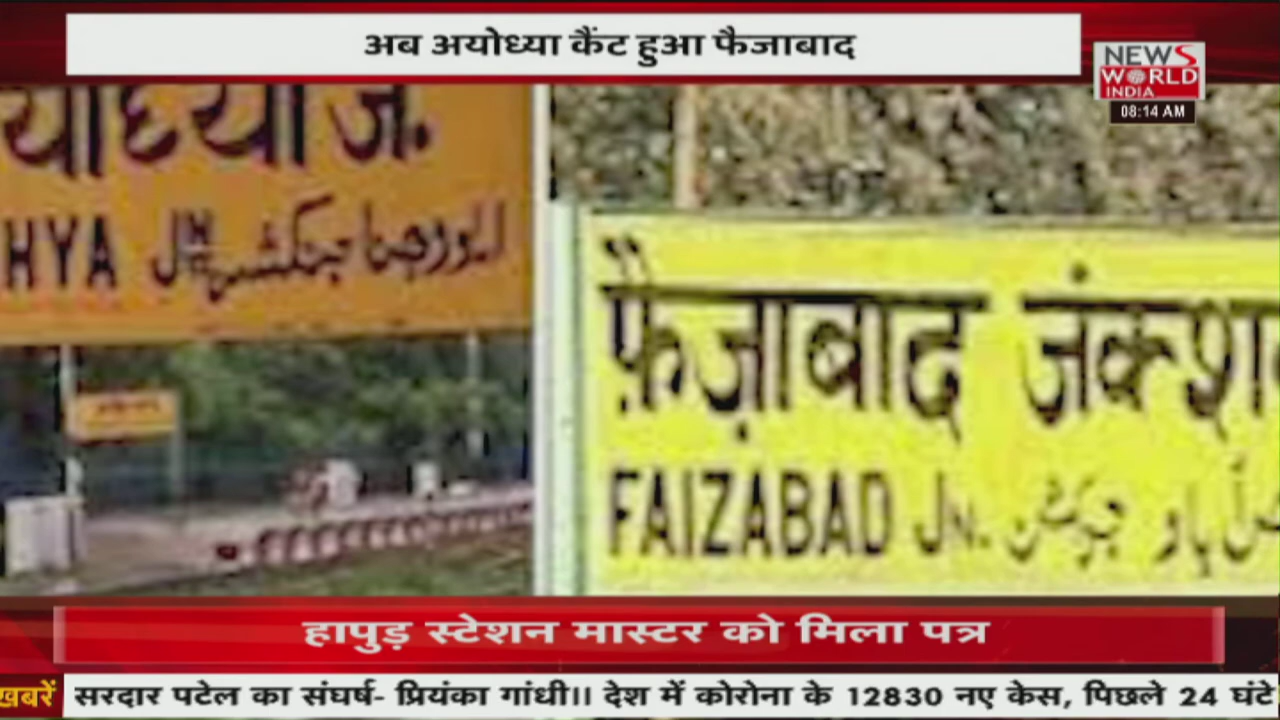 अब अयोध्या कैंट हुआ फैजाबाद
NEWS
WORLD
INDIA
08:14 AM
योध्या जं.
HYA JN
फ़ैज़ाबाद जंक्श
FAIZABAD JN.
हापुड़ स्टेशन मास्टर को मिला पत्र
खबरें सरदार पटेल का संघर्ष- प्रियंका गांधी।। देश में कोरोना के 12830 नए केस, पिछले 24 घंटे